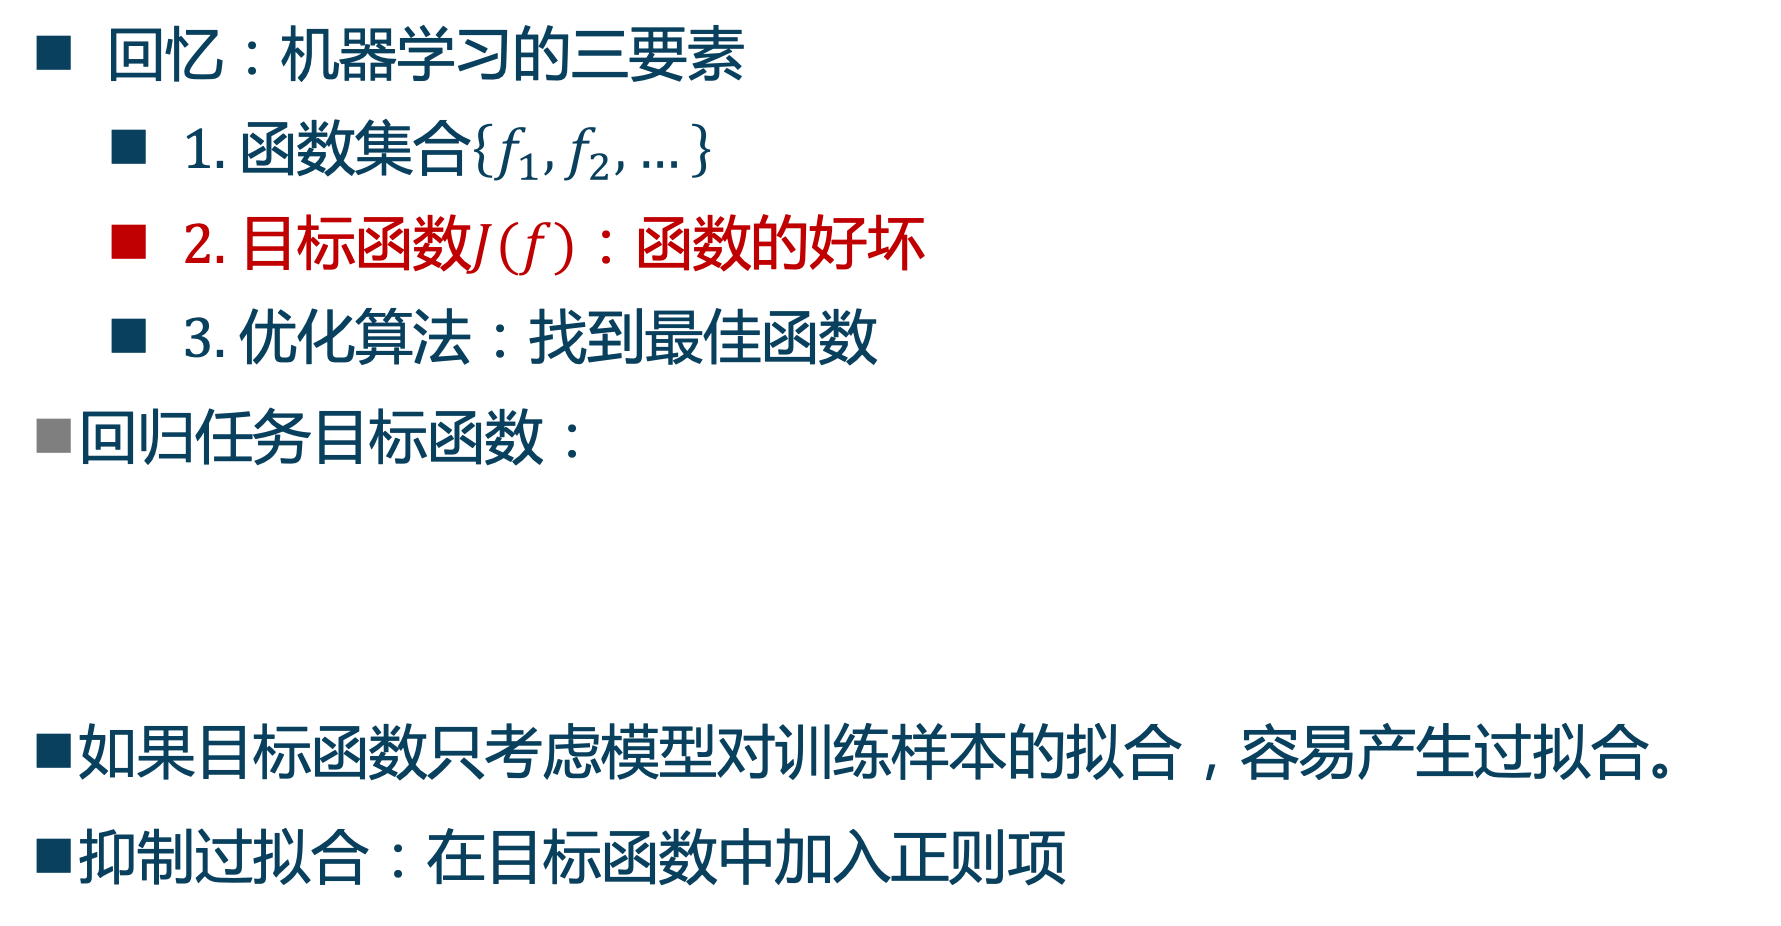 回忆：机器学习的三要素
1. 函数集合{f₁, f₂, … }
2. 目标函数J(f)：函数的好坏
3. 优化算法：找到最佳函数
回归任务目标函数：
如果目标函数只考虑模型对训练样本的拟合，容易产生过拟合。
抑制过拟合：在目标函数中加入正则项